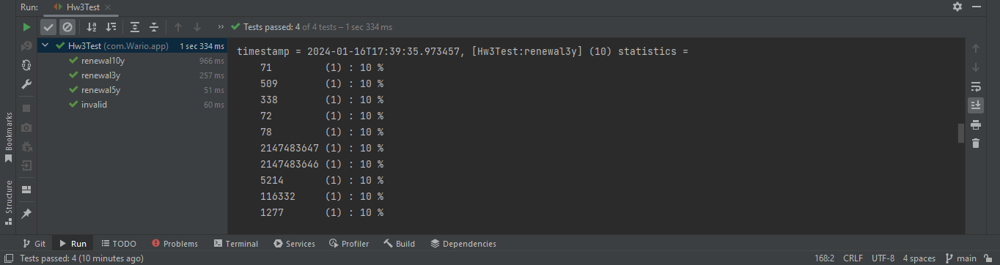 Run: Hw3Test
Tests passed: 4 of 4 tests – 1 sec 334 ms
Hw3Test (com.Wario.app) 1 sec 334 ms
renewal10y 966 ms
renewal3y 257 ms
renewal5y 51 ms
invalid 60 ms
timestamp = 2024-01-16T17:39:35.973457, [Hw3Test:renewal3y] (10) statistics =
71 (1) : 10 %
509 (1) : 10 %
338 (1) : 10 %
72 (1) : 10 %
78 (1) : 10 %
2147483647 (1) : 10 %
2147483646 (1) : 10 %
5214 (1) : 10 %
116332 (1) : 10 %
1277 (1) : 10 %
Bookmarks
Structure
Git Run TODO Problems Terminal Services Profiler Build Dependencies
Tests passed: 4 (10 minutes ago) 168:2 CRLF UTF-8 4 spaces main